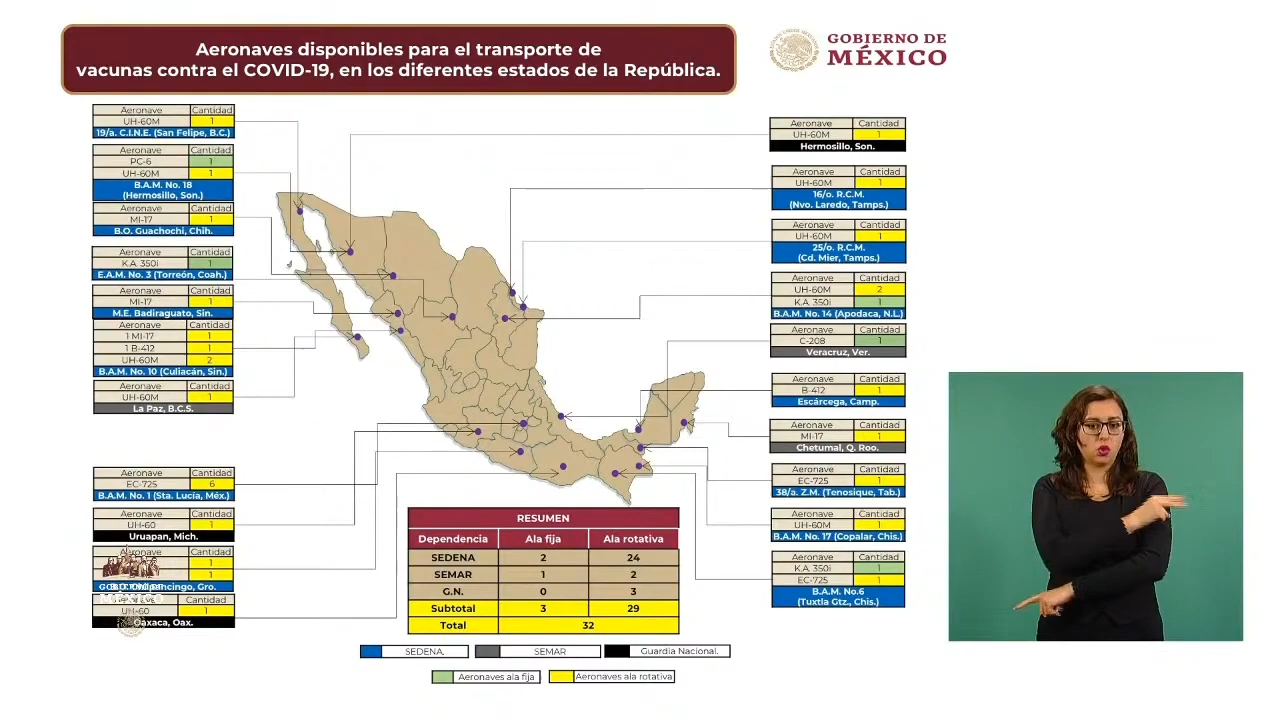 Aeronaves disponibles para el transporte de
vacunas contra el COVID-19, en los diferentes estados de la República.
GOBIERNO DE
MÉXICO
Aeronave Cantidad
UH-60M 1
19/a. C.I.N.E. (San Felipe, B.C.)
Aeronave Cantidad
PC-6 1
UH-60M 1
B.A.M. No. 18
(Hermosillo, Son.)
Aeronave Cantidad
MI-17 1
B.O. Guachochi, Chih.
Aeronave Cantidad
K.A. 350i 1
E.A.M. No. 3 (Torreón, Coah.)
Aeronave Cantidad
MI-17 1
M.E. Badiraguato, Sin.
Aeronave Cantidad
1 MI-17 1
1 B-412 1
UH-60M 2
B.A.M. No. 10 (Culiacán, Sin.)
Aeronave Cantidad
UH-60M 1
La Paz, B.C.S.
Aeronave Cantidad
EC-725 6
B.A.M. No. 1 (Sta. Lucía, Méx.)
Aeronave Cantidad
UH-60 1
Uruapan, Mich.
Aeronave Cantidad
1
1
Cantidad
UH-60 1
Oaxaca, Oax.
Aeronave Cantidad
UH-60M 1
Hermosillo, Son.
Aeronave Cantidad
UH-60M 1
16/o. R.C.M.
(Nvo. Laredo, Tamps.)
Aeronave Cantidad
UH-60M 1
25/o. R.C.M.
(Cd. Mier, Tamps.)
Aeronave Cantidad
UH-60M 2
K.A. 350i 1
B.A.M. No. 14 (Apodaca, N.L.)
Aeronave Cantidad
C-208 1
Veracruz, Ver.
Aeronave Cantidad
B-412 1
Escárcega, Camp.
Aeronave Cantidad
MI-17 1
Chetumal, Q. Roo.
Aeronave Cantidad
EC-725 1
38/a. Z.M. (Tenosique, Tab.)
Aeronave Cantidad
UH-60M 1
B.A.M. No. 17 (Copalar, Chis.)
Aeronave Cantidad
K.A. 350i 1
EC-725 1
B.A.M. No.6
(Tuxtla Gtz., Chis.)
RESUMEN
Dependencia Ala fija Ala rotativa
SEDENA 2 24
SEMAR 1 2
G.N. 0 3
Subtotal 3 29
Total 32
SEDENA. SEMAR Guardia Nacional.
Aeronaves ala fija Aeronaves ala rotativa